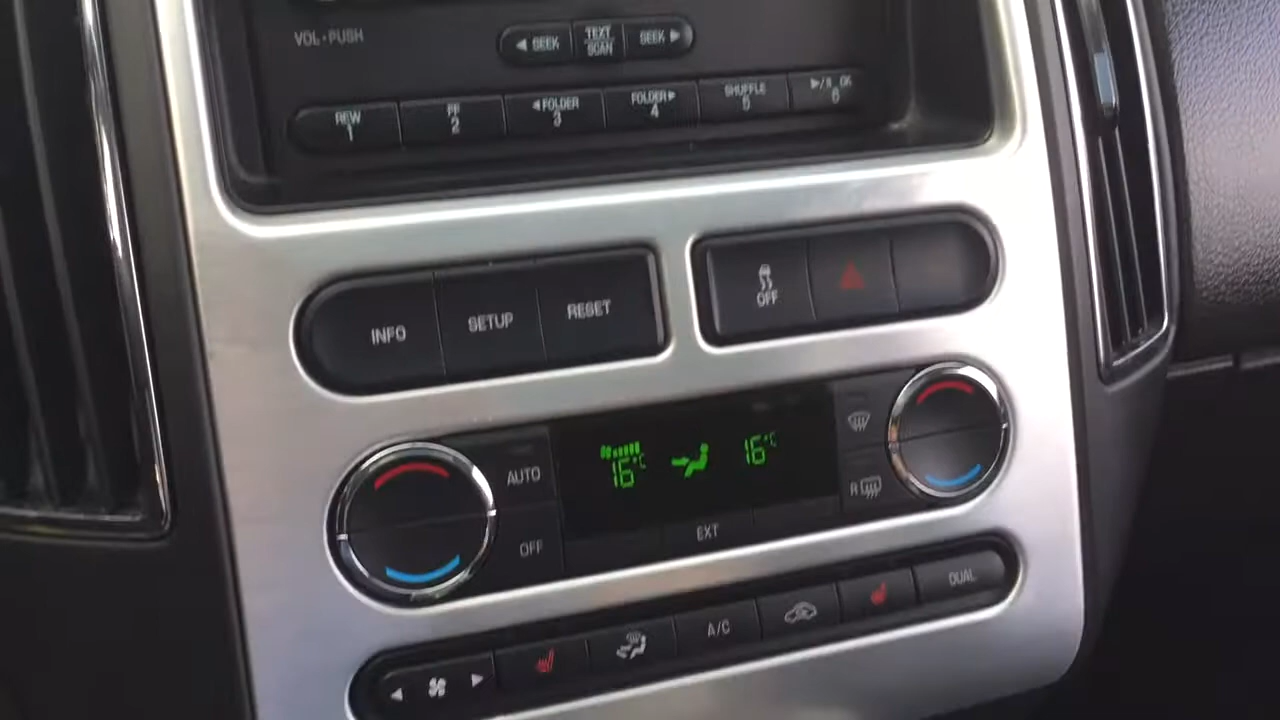 VOL•PUSH
◄ SEEK TEXT SCAN SEEK ►
REW 1
FF 2
◄FOLDER 3
FOLDER► 4
SHUFFLE 5
6
INFO SETUP RESET
OFF
AUTO
16°C 16°C
R
OFF
EXT
A/C
DUAL